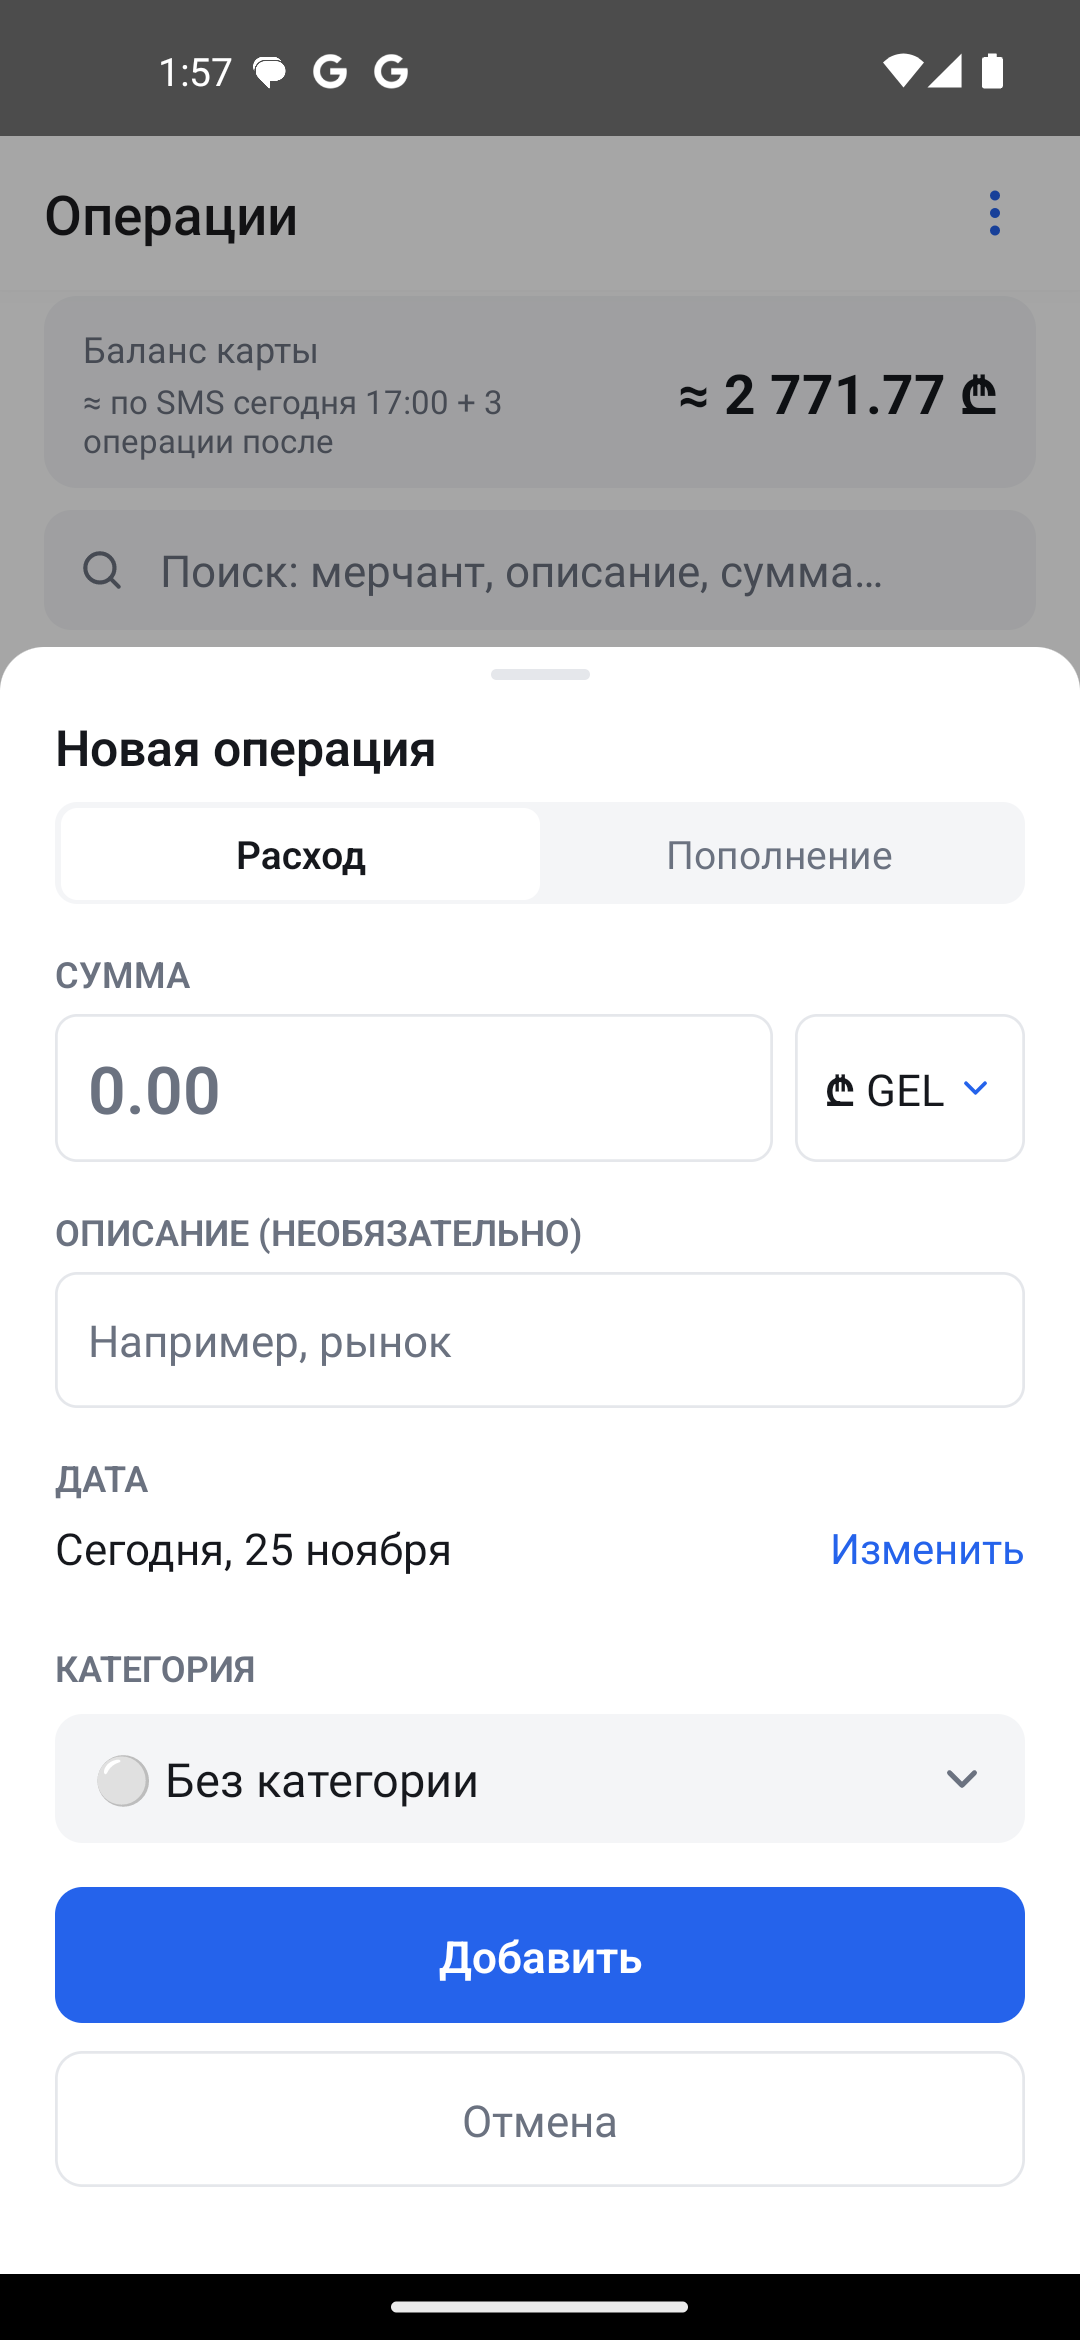 1:57
Операции
Баланс карты
≈ по SMS сегодня 17:00 + 3
операции после
≈ 2 771.77 ₾
Поиск: мерчант, описание, сумма…
Новая операция
Расход
Пополнение
СУММА
0.00
₾ GEL
ОПИСАНИЕ (НЕОБЯЗАТЕЛЬНО)
Например, рынок
ДАТА
Сегодня, 25 ноября
Изменить
КАТЕГОРИЯ
Без категории
Добавить
Отмена